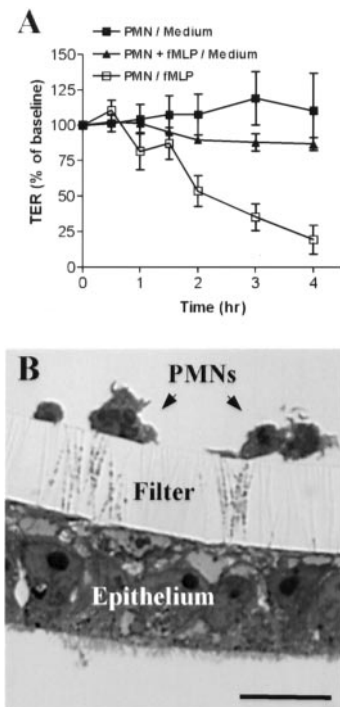 A
PMN / Medium
PMN + fMLP / Medium
PMN / fMLP
TER (% of baseline)
150
125
100
75
50
25
0
0 1 2 3 4
Time (hr)
B
PMNs
Filter
Epithelium